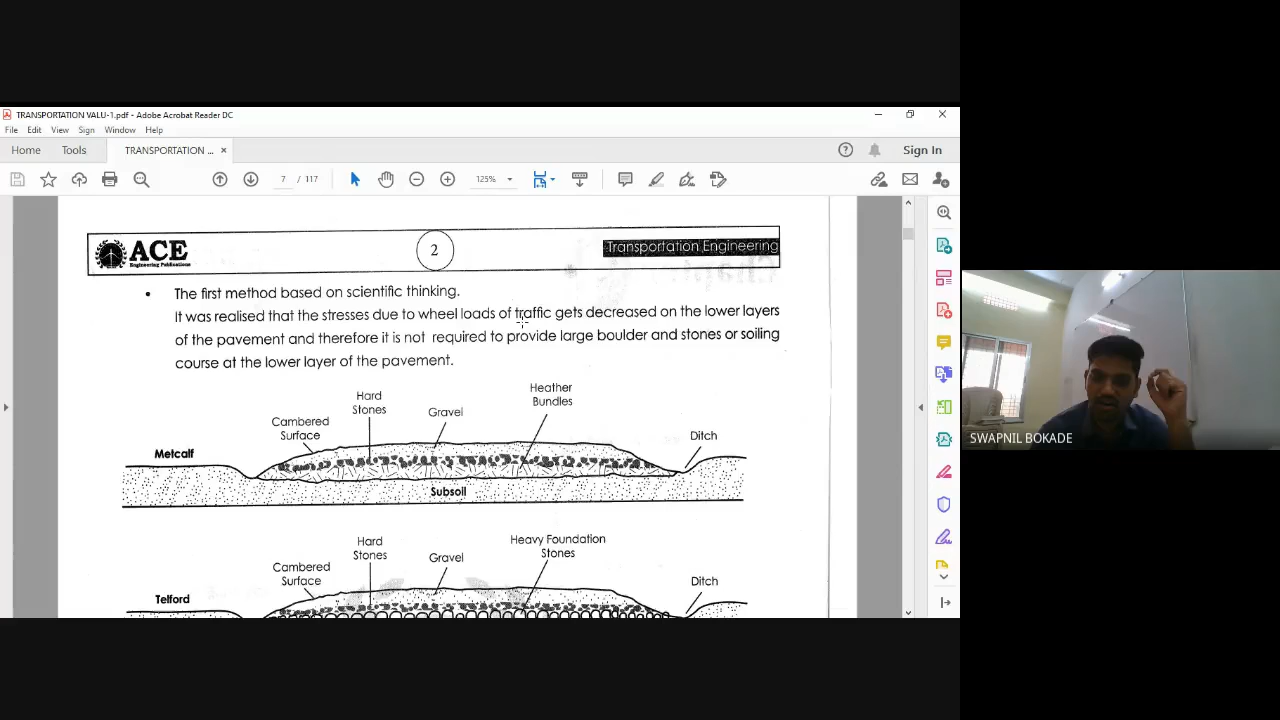 TRANSPORTATION VALU-1.pdf - Adobe Acrobat Reader DC
File Edit View Sign Window Help
Home Tools TRANSPORTATION ... × Sign In
7 / 117 125%
ACE
Engineering Publications
2
Transportation Engineering
• The first method based on scientific thinking.
It was realised that the stresses due to wheel loads of traffic gets decreased on the lower layers
of the pavement and therefore it is not required to provide large boulder and stones or soiling
course at the lower layer of the pavement.
Cambered
Surface
Hard
Stones
Gravel
Heather
Bundles
Ditch
Metcalf
Subsoil
Cambered
Surface
Hard
Stones
Gravel
Heavy Foundation
Stones
Ditch
Telford
SWAPNIL BOKADE